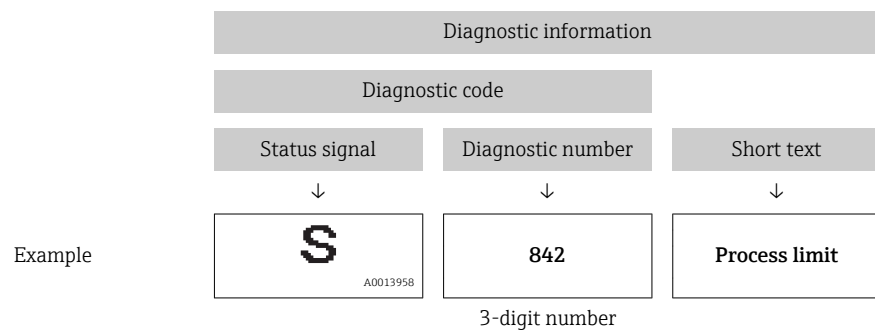 Diagnostic information
Diagnostic code
Status signal Diagnostic number Short text
↓ ↓ ↓
Example S 842 Process limit
A0013958
3-digit number